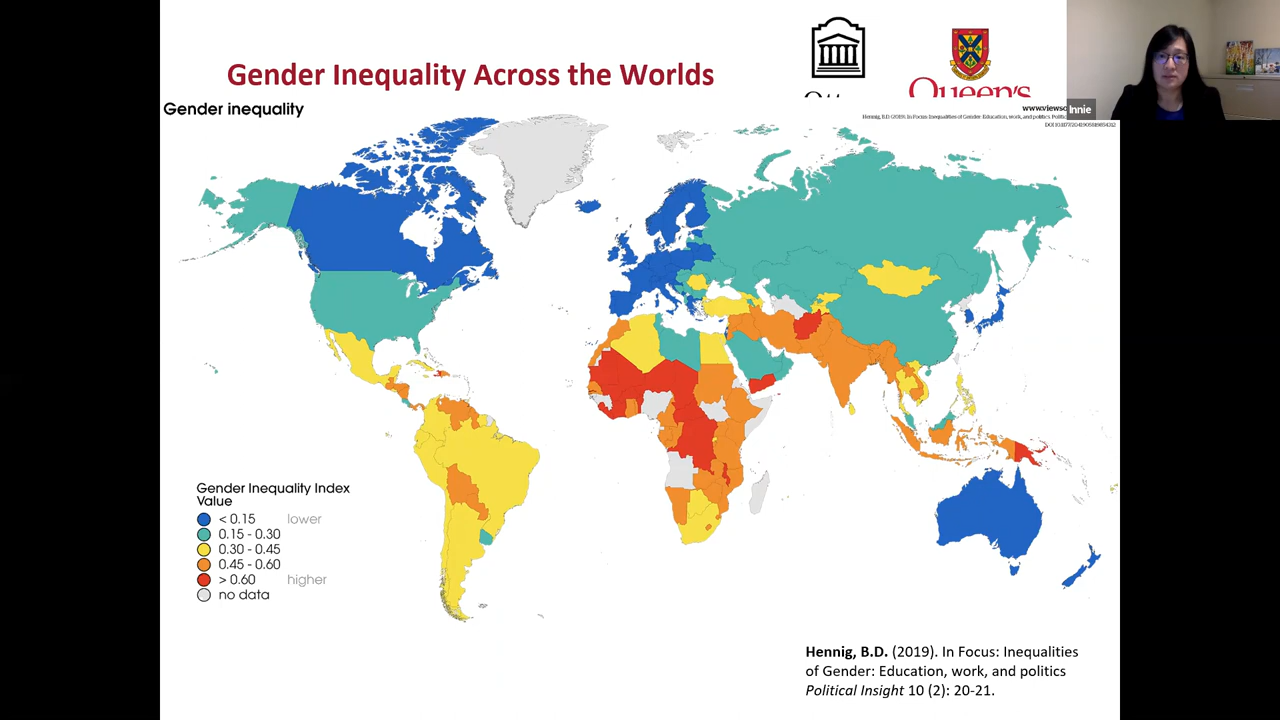 Gender Inequality Across the Worlds
Queen's
Gender inequality
www.viewso
nnie
Hennig, B.D. (2019). In Focus: Inequalities of Gender: Education, work, and politics.
Gender Inequality Index
Value
< 0.15 lower
0.15 - 0.30
0.30 - 0.45
0.45 - 0.60
> 0.60 higher
no data
Hennig, B.D. (2019). In Focus: Inequalities
of Gender: Education, work, and politics
Political Insight 10 (2): 20-21.